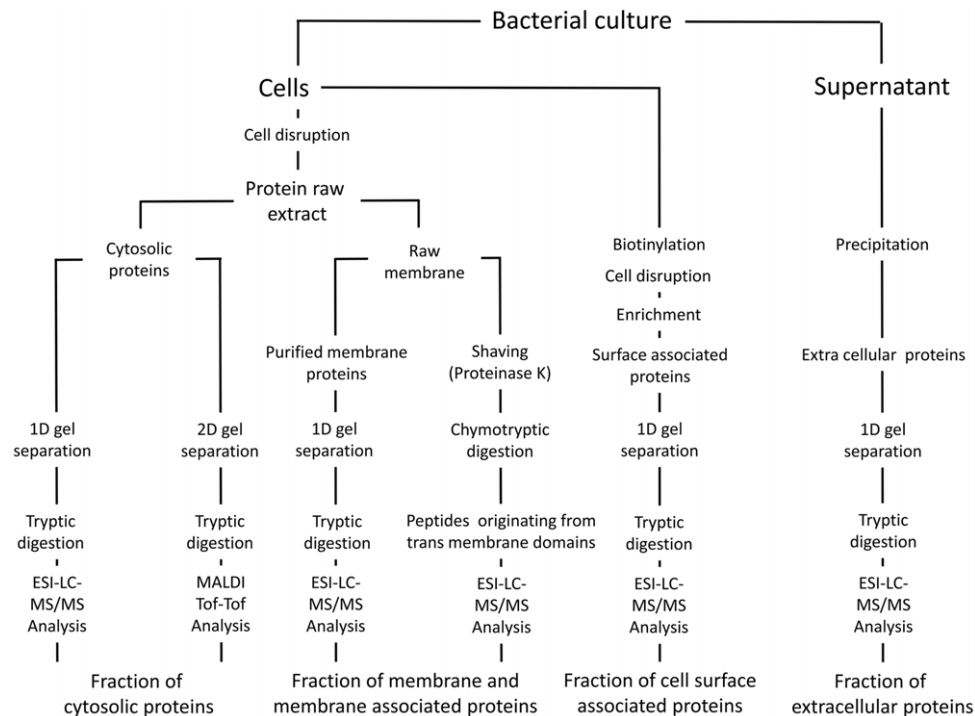 Bacterial culture
Cells
Supernatant
Cell disruption
Protein raw
extract
Cytosolic
proteins
Raw
membrane
Biotinylation
Precipitation
Cell disruption
Enrichment
Purified membrane
proteins
Shaving
(Proteinase K)
Surface associated
proteins
Extra cellular proteins
1D gel
separation
2D gel
separation
1D gel
separation
Chymotryptic
digestion
1D gel
separation
1D gel
separation
Tryptic
digestion
Tryptic
digestion
Tryptic
digestion
Peptides originating from
trans membrane domains
Tryptic
digestion
Tryptic
digestion
ESI-LC-
MS/MS
Analysis
MALDI
Tof-Tof
Analysis
ESI-LC-
MS/MS
Analysis
ESI-LC-
MS/MS
Analysis
ESI-LC-
MS/MS
Analysis
ESI-LC-
MS/MS
Analysis
Fraction of
cytosolic proteins
Fraction of membrane and
membrane associated proteins
Fraction of cell surface
associated proteins
Fraction of
extracellular proteins